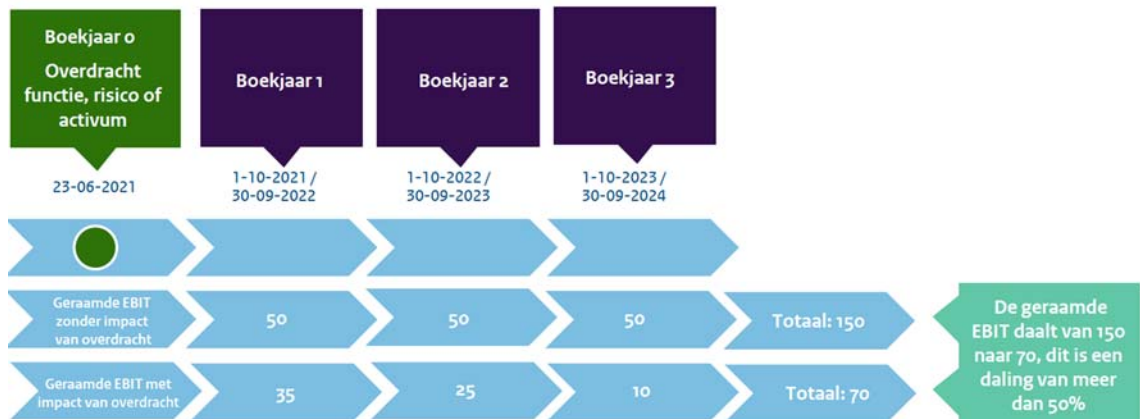 Boekjaar 0
Overdracht
functie, risico of
activum
Boekjaar 1
Boekjaar 2
Boekjaar 3
23-06-2021
1-10-2021 /
30-09-2022
1-10-2022 /
30-09-2023
1-10-2023 /
30-09-2024
Geraamde EBIT
zonder impact
van overdracht
50
50
50
Totaal: 150
Geraamde EBIT met
impact van overdracht
35
25
10
Totaal: 70
De geraamde
EBIT daalt van 150
naar 70, dit is een
daling van meer
dan 50%